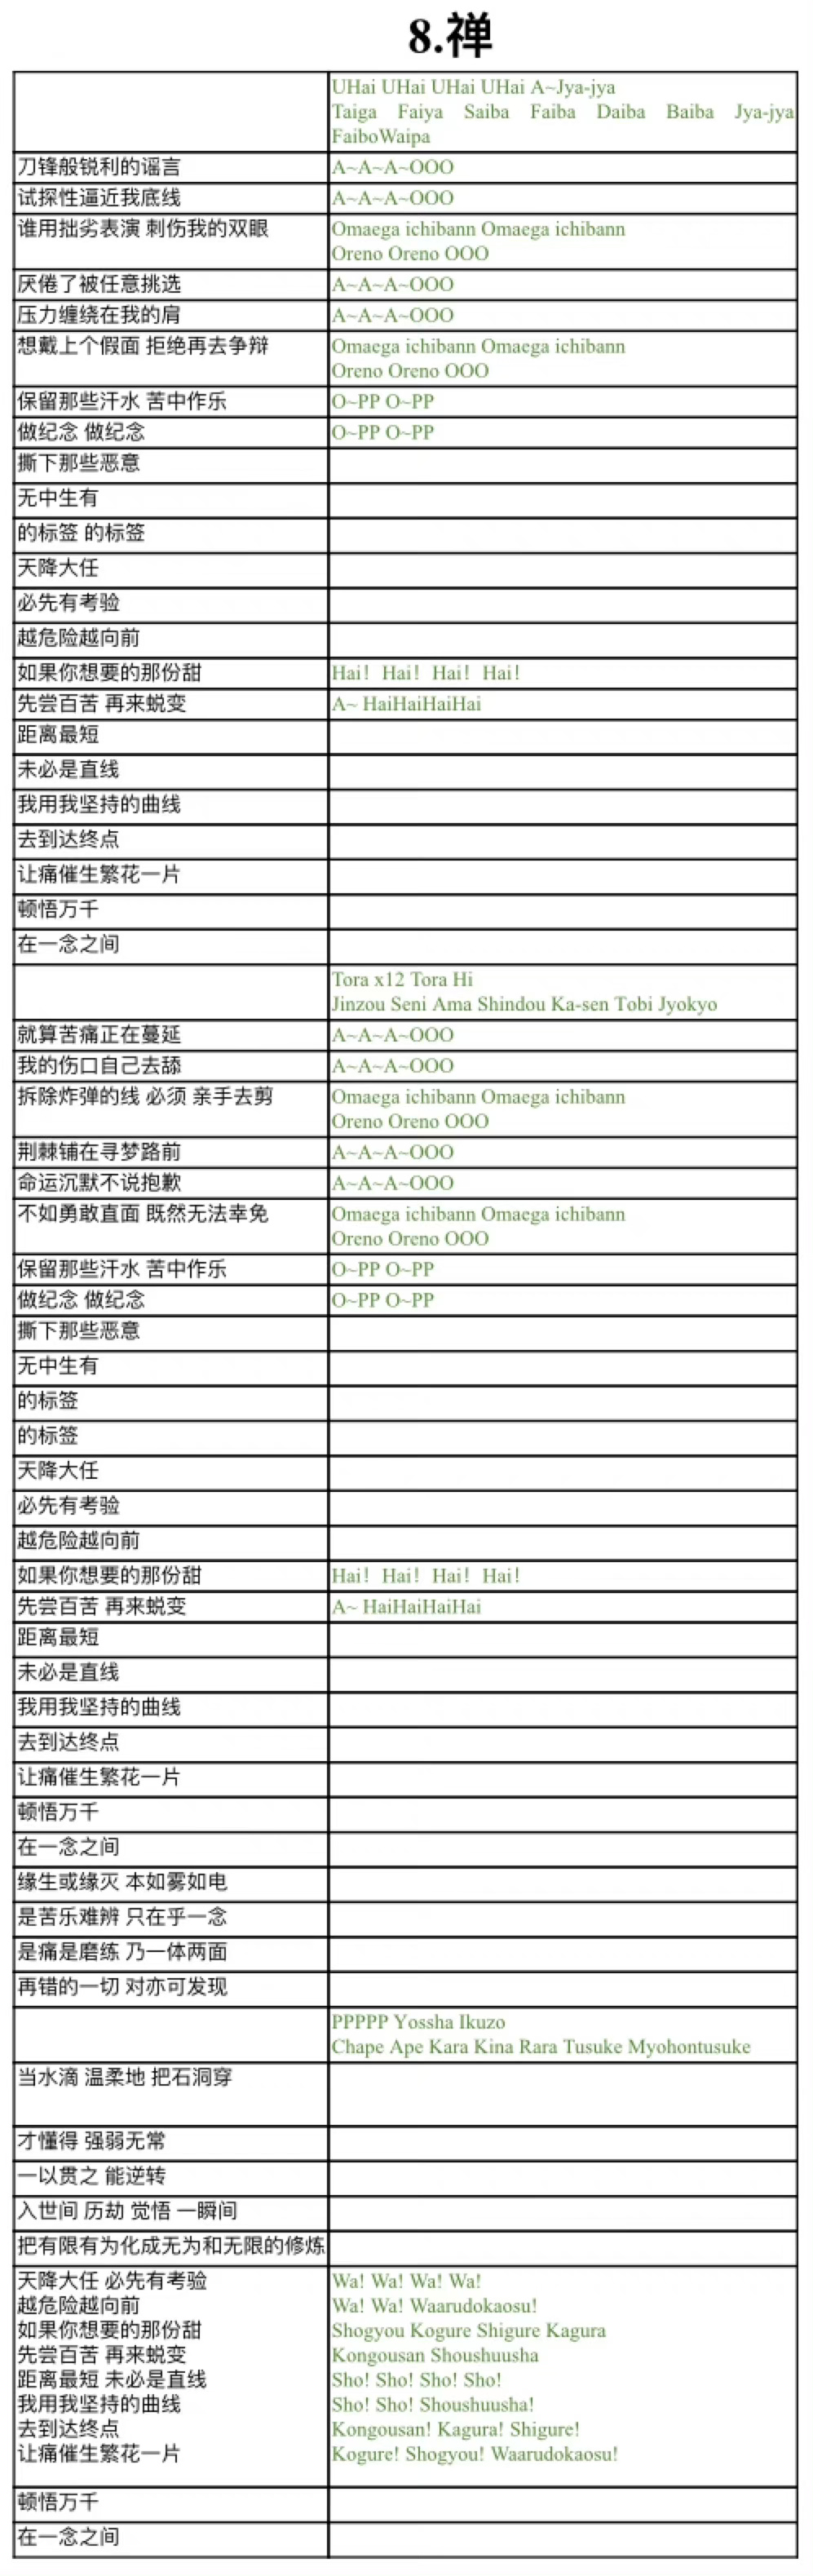 8.禅
UHai UHai UHai UHai A~Jya-jya
Taiga Faiya Saiba Faiba Daiba Baiba Jya-jya
FaiboWaipa
刀锋般锐利的谣言 A~A~A~OOO
试探性逼近我底线 A~A~A~OOO
谁用拙劣表演 刺伤我的双眼 Omaega ichibann Omaega ichibann
Oreno Oreno OOO
厌倦了被任意挑选 A~A~A~OOO
压力缠绕在我的肩 A~A~A~OOO
想戴上个假面 拒绝再去争辩 Omaega ichibann Omaega ichibann
Oreno Oreno OOO
保留那些汗水 苦中作乐 O~PP O~PP
做纪念 做纪念 O~PP O~PP
撕下那些恶意
无中生有
的标签 的标签
天降大任
必先有考验
越危险越向前
如果你想要的那份甜 Hai！Hai！Hai！Hai！
先尝百苦 再来蜕变 A~ HaiHaiHaiHai
距离最短
未必是直线
我用我坚持的曲线
去到达终点
让痛催生繁花一片
顿悟万千
在一念之间
Tora x12 Tora Hi
Jinzou Seni Ama Shindou Ka-sen Tobi Jyokyo
就算苦痛正在蔓延 A~A~A~OOO
我的伤口自己去舔 A~A~A~OOO
拆除炸弹的线 必须 亲手去剪 Omaega ichibann Omaega ichibann
Oreno Oreno OOO
荆棘铺在寻梦路前 A~A~A~OOO
命运沉默不说抱歉 A~A~A~OOO
不如勇敢直面 既然无法幸免 Omaega ichibann Omaega ichibann
Oreno Oreno OOO
保留那些汗水 苦中作乐 O~PP O~PP
做纪念 做纪念 O~PP O~PP
撕下那些恶意
无中生有
的标签
的标签
天降大任
必先有考验
越危险越向前
如果你想要的那份甜 Hai！Hai！Hai！Hai！
先尝百苦 再来蜕变 A~ HaiHaiHaiHai
距离最短
未必是直线
我用我坚持的曲线
去到达终点
让痛催生繁花一片
顿悟万千
在一念之间
缘生或缘灭 本如雾如电
是苦乐难辨 只在乎一念
是痛是磨练 乃一体两面
再错的一切 对亦可发现
PPPPP Yossha Ikuzo
Chape Ape Kara Kina Rara Tusuke Myohontusuke
当水滴 温柔地 把石洞穿
才懂得 强弱无常
一以贯之 能逆转
入世间 历劫 觉悟 一瞬间
把有限有为化成无为和无限的修炼
天降大任 必先有考验 Wa! Wa! Wa! Wa!
越危险越向前 Wa! Wa! Waarudokaosu!
如果你想要的那份甜 Shogyou Kogure Shigure Kagura
先尝百苦 再来蜕变 Kongousan Shoushuusha
距离最短 未必是直线 Sho! Sho! Sho! Sho!
我用我坚持的曲线 Sho! Sho! Shoushuusha!
去到达终点 Kongousan! Kagura! Shigure!
让痛催生繁花一片 Kogure! Shogyou! Waarudokaosu!
顿悟万千
在一念之间